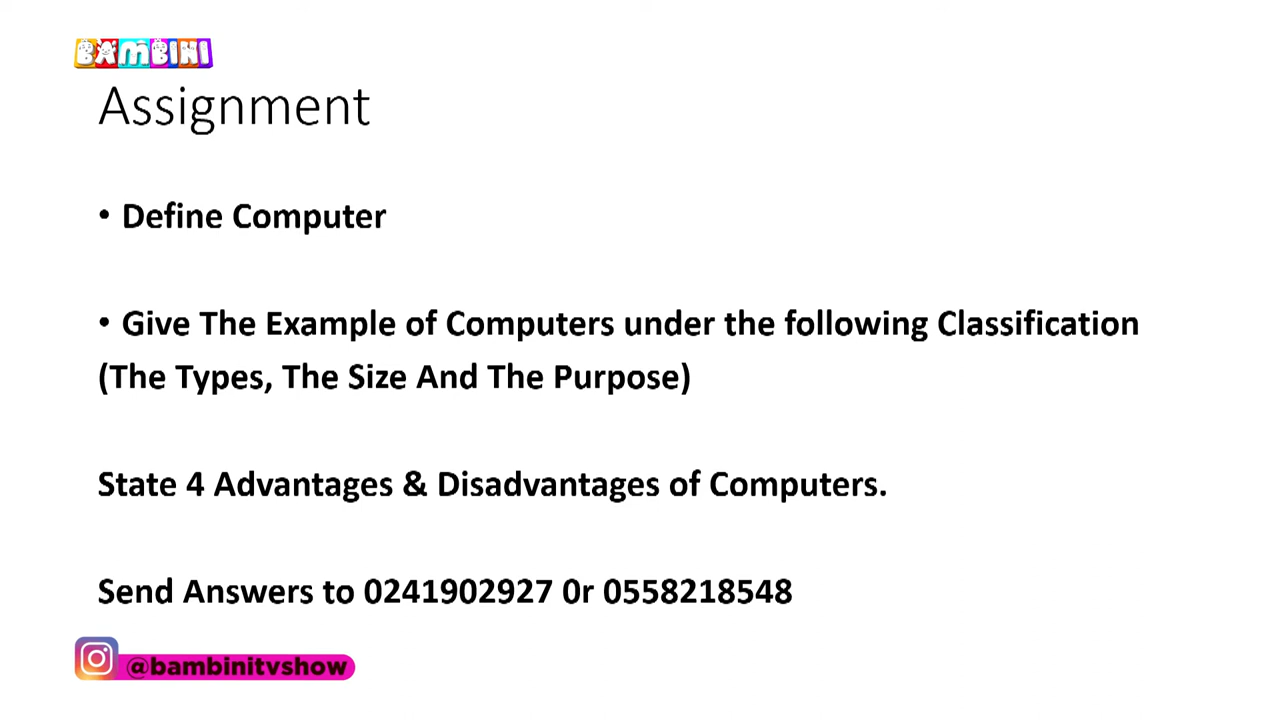 BAMBINI
Assignment
• Define Computer
• Give The Example of Computers under the following Classification
(The Types, The Size And The Purpose)
State 4 Advantages & Disadvantages of Computers.
Send Answers to 0241902927 0r 0558218548
@bambinitvshow